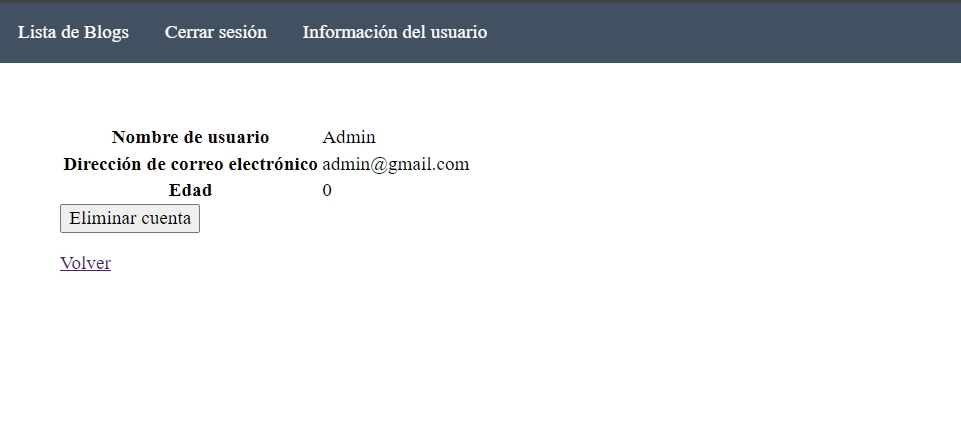 Lista de Blogs Cerrar sesión Información del usuario
Nombre de usuario Admin
Dirección de correo electrónico admin@gmail.com
Edad 0
Eliminar cuenta
Volver